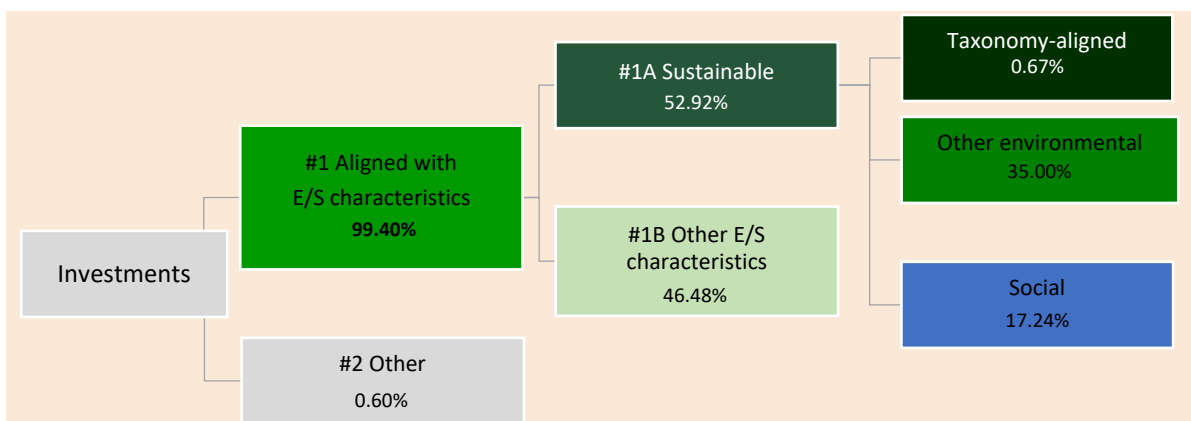 Investments
#1 Aligned with
E/S characteristics
99.40%
#2 Other
0.60%
#1A Sustainable
52.92%
#1B Other E/S
characteristics
46.48%
Taxonomy-aligned
0.67%
Other environmental
35.00%
Social
17.24%